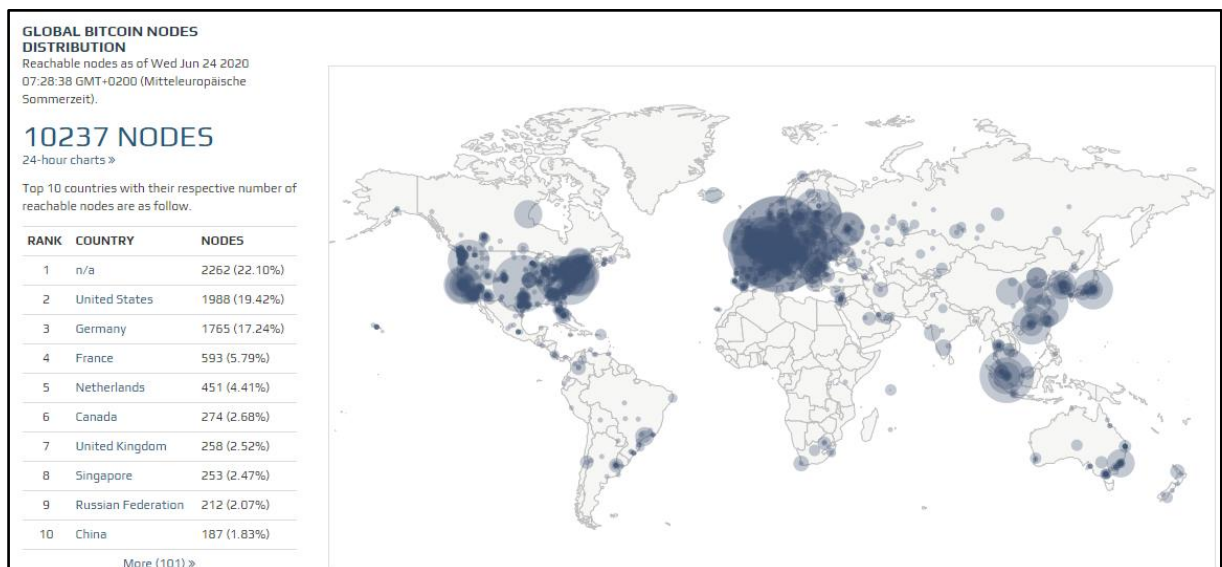 GLOBAL BITCOIN NODES
DISTRIBUTION
Reachable nodes as of Wed Jun 24 2020
07:28:38 GMT+0200 (Mitteleuropäische
Sommerzeit).
10237 NODES
24-hour charts »
Top 10 countries with their respective number of
reachable nodes are as follow.
RANK COUNTRY NODES
1 n/a 2262 (22.10%)
2 United States 1988 (19.42%)
3 Germany 1765 (17.24%)
4 France 593 (5.79%)
5 Netherlands 451 (4.41%)
6 Canada 274 (2.68%)
7 United Kingdom 258 (2.52%)
8 Singapore 253 (2.47%)
9 Russian Federation 212 (2.07%)
10 China 187 (1.83%)
More (101) »